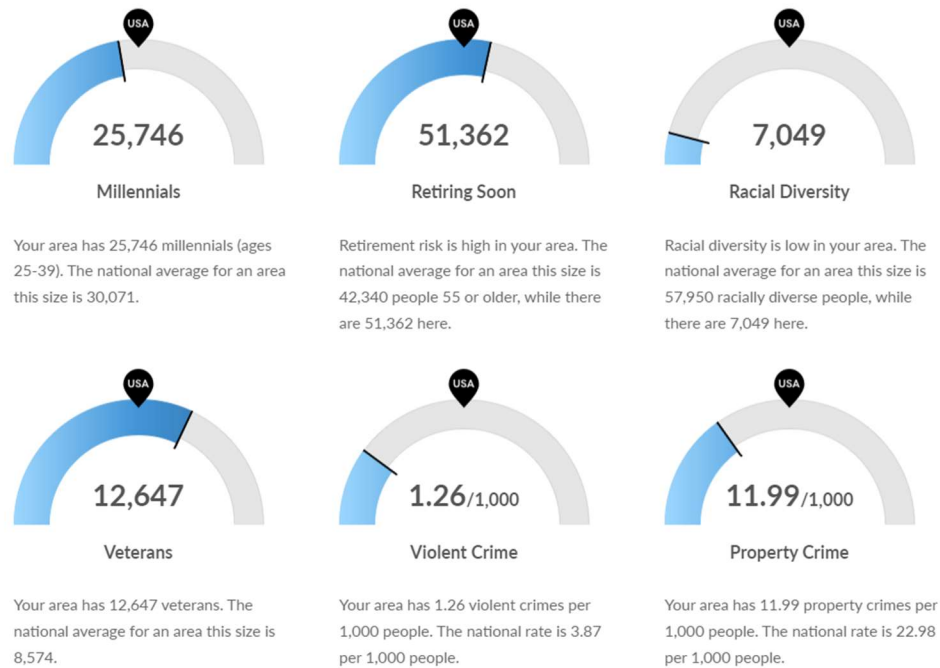 USA
25,746
Millennials
Your area has 25,746 millennials (ages
25-39). The national average for an area
this size is 30,071.
USA
51,362
Retiring Soon
Retirement risk is high in your area. The
national average for an area this size is
42,340 people 55 or older, while there
are 51,362 here.
USA
7,049
Racial Diversity
Racial diversity is low in your area. The
national average for an area this size is
57,950 racially diverse people, while
there are 7,049 here.
USA
12,647
Veterans
Your area has 12,647 veterans. The
national average for an area this size is
8,574.
USA
1.26/1,000
Violent Crime
Your area has 1.26 violent crimes per
1,000 people. The national rate is 3.87
per 1,000 people.
USA
11.99/1,000
Property Crime
Your area has 11.99 property crimes per
1,000 people. The national rate is 22.98
per 1,000 people.